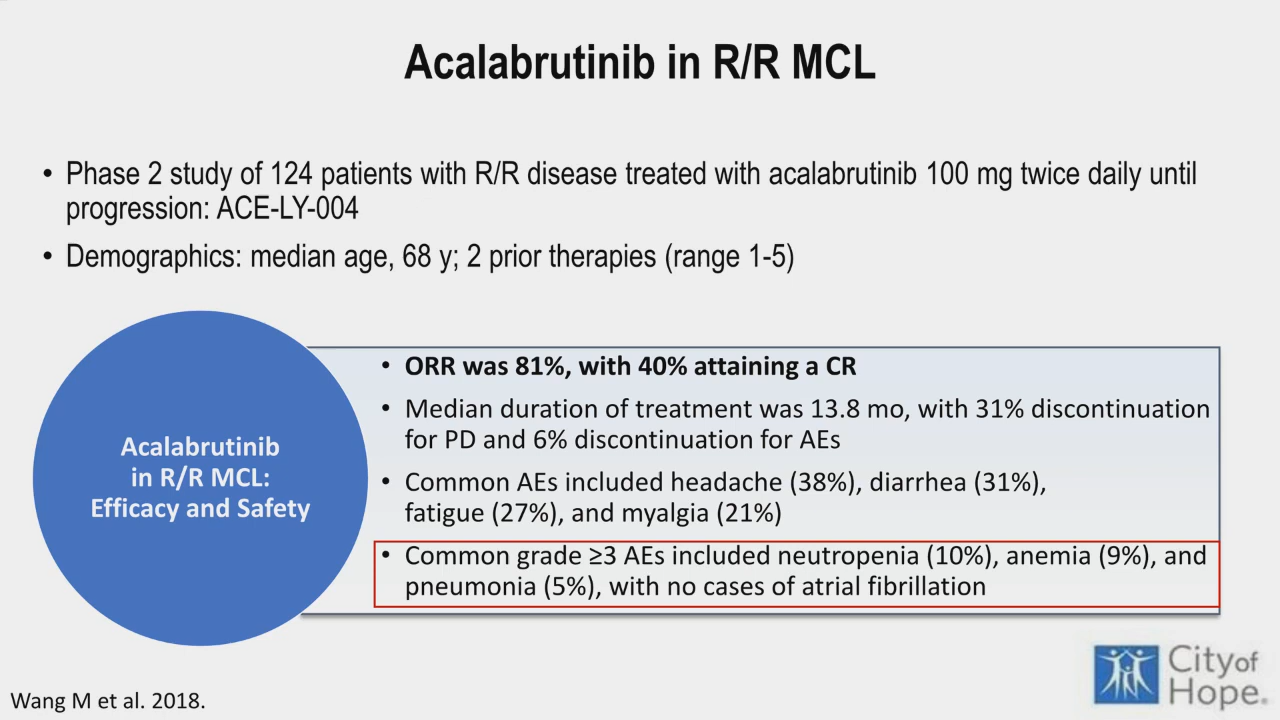 Acalabrutinib in R/R MCL
• Phase 2 study of 124 patients with R/R disease treated with acalabrutinib 100 mg twice daily until
progression: ACE-LY-004
• Demographics: median age, 68 y; 2 prior therapies (range 1-5)
Acalabrutinib
in R/R MCL:
Efficacy and Safety
• ORR was 81%, with 40% attaining a CR
• Median duration of treatment was 13.8 mo, with 31% discontinuation
for PD and 6% discontinuation for AEs
• Common AEs included headache (38%), diarrhea (31%),
fatigue (27%), and myalgia (21%)
• Common grade ≥3 AEs included neutropenia (10%), anemia (9%), and
pneumonia (5%), with no cases of atrial fibrillation
Wang M et al. 2018.
City of
Hope.